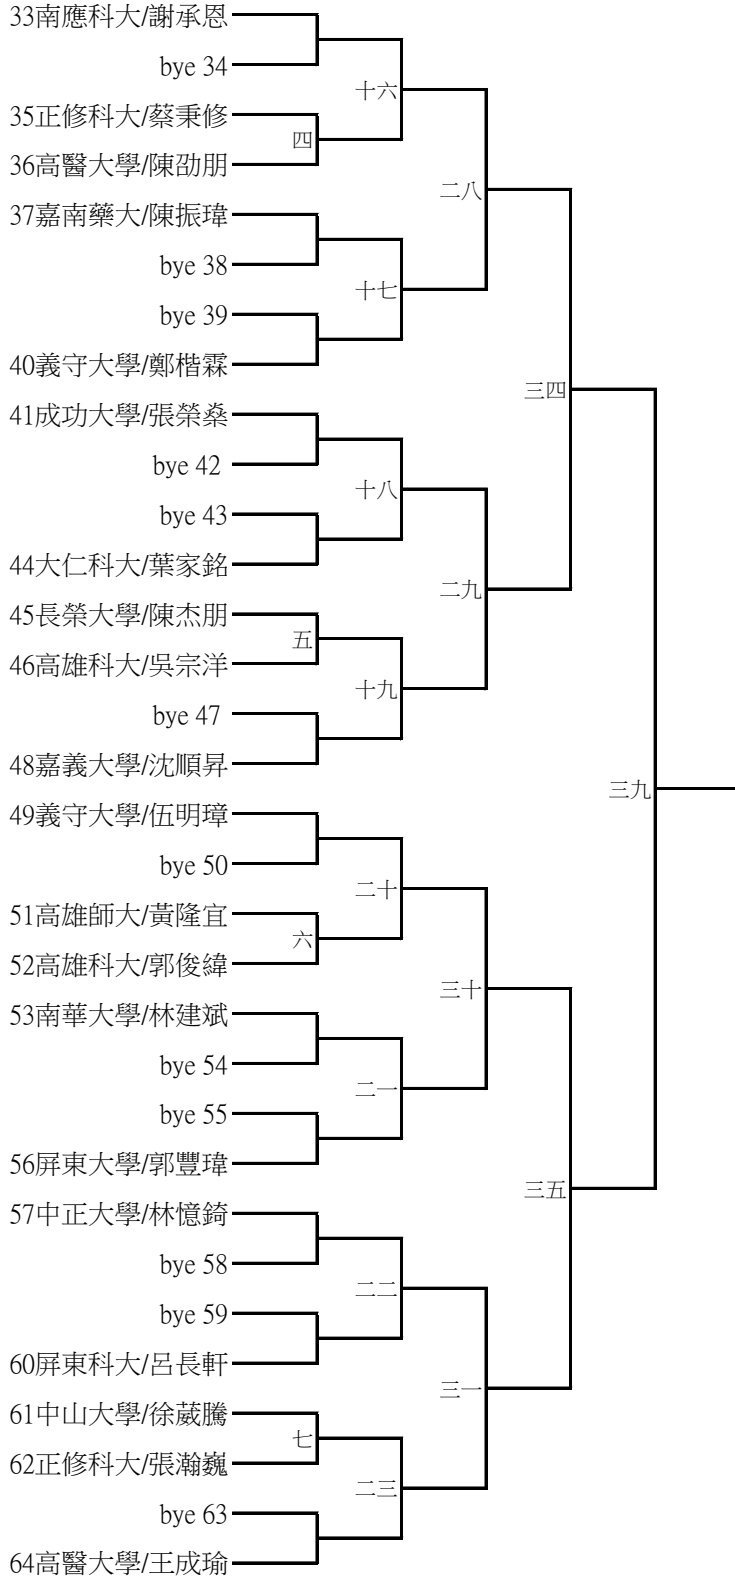 33南應科大/謝承恩
bye 34
十六
35正修科大/蔡秉修
四
36高醫大學/陳劭朋
二八
37嘉南藥大/陳振瑋
bye 38
十七
bye 39
40義守大學/鄭楷霖
三四
41成功大學/張榮燊
bye 42
十八
bye 43
44大仁科大/葉家銘
二九
45長榮大學/陳杰朋
五
46高雄科大/吳宗洋
十九
bye 47
48嘉義大學/沈順昇
三九
49義守大學/伍明璋
bye 50
二十
51高雄師大/黃隆宜
六
52高雄科大/郭俊緯
三十
53南華大學/林建斌
bye 54
二一
bye 55
56屏東大學/郭豐瑋
三五
57中正大學/林憶錡
bye 58
二二
bye 59
60屏東科大/呂長軒
三一
61中山大學/徐葳騰
七
62正修科大/張瀚巍
二三
bye 63
64高醫大學/王成瑜